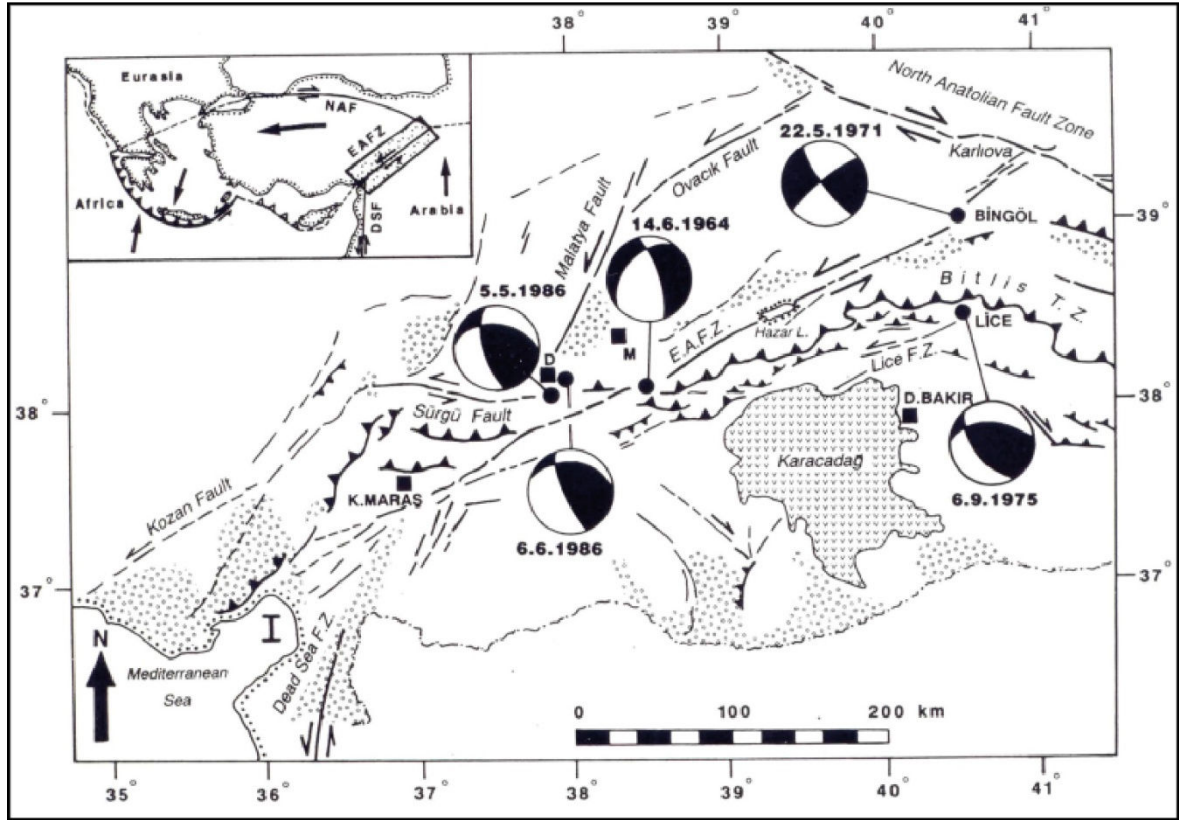 38°
39°
40°
41°
Eurasia
NAF
EAFZ
Africa
DSF
Arabia
North Anatolian Fault Zone
22.5.1971
Karlıova
Ovacık Fault
Malatya Fault
14.6.1964
BİNGÖL
39°
5.5.1986
Bitlis T. Z.
Hazar L.
LİCE
E.A.F.Z.
M
D
Lice F.Z.
38°
38°
Sürgü Fault
D.BAKIR
Karacadağ
K.MARAŞ
Kozan Fault
6.9.1975
6.6.1986
37°
37°
I
N
Dead Sea F.Z.
Mediterranean
Sea
0 100 200 km
35°
36°
37°
38°
39°
40°
41°